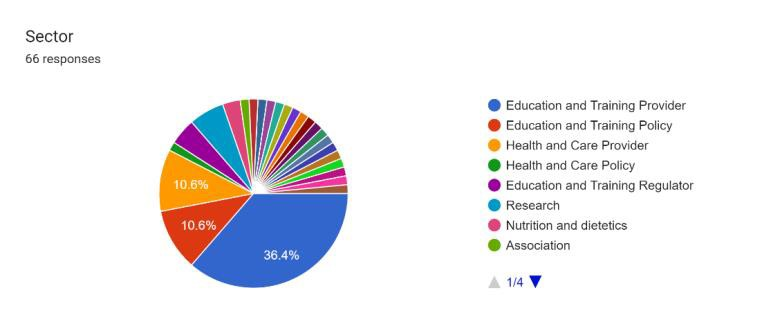 Sector
66 responses
10.6%
10.6%
36.4%
Education and Training Provider
Education and Training Policy
Health and Care Provider
Health and Care Policy
Education and Training Regulator
Research
Nutrition and dietetics
Association
1/4